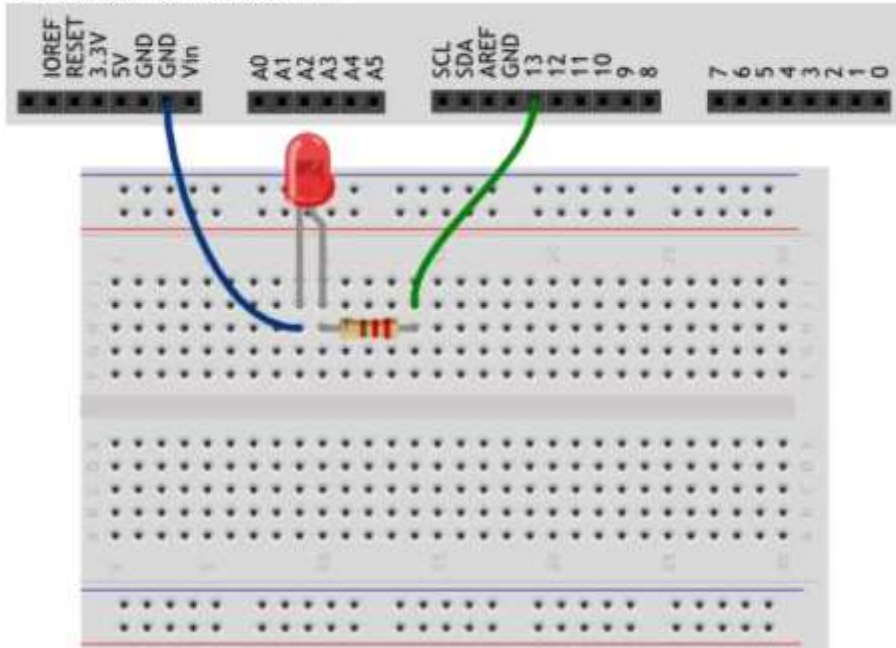 IOREF
RESET
3.3V
5V
GND
GND
Vin
A0
A1
A2
A3
A4
A5
SCL
SDA
AREF
GND
13
12
11
10
9
8
7
6
5
4
3
2
1
0